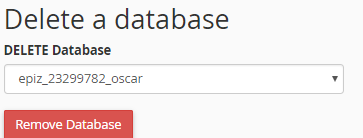 Delete a database
DELETE Database
epiz_23299782_oscar
Remove Database